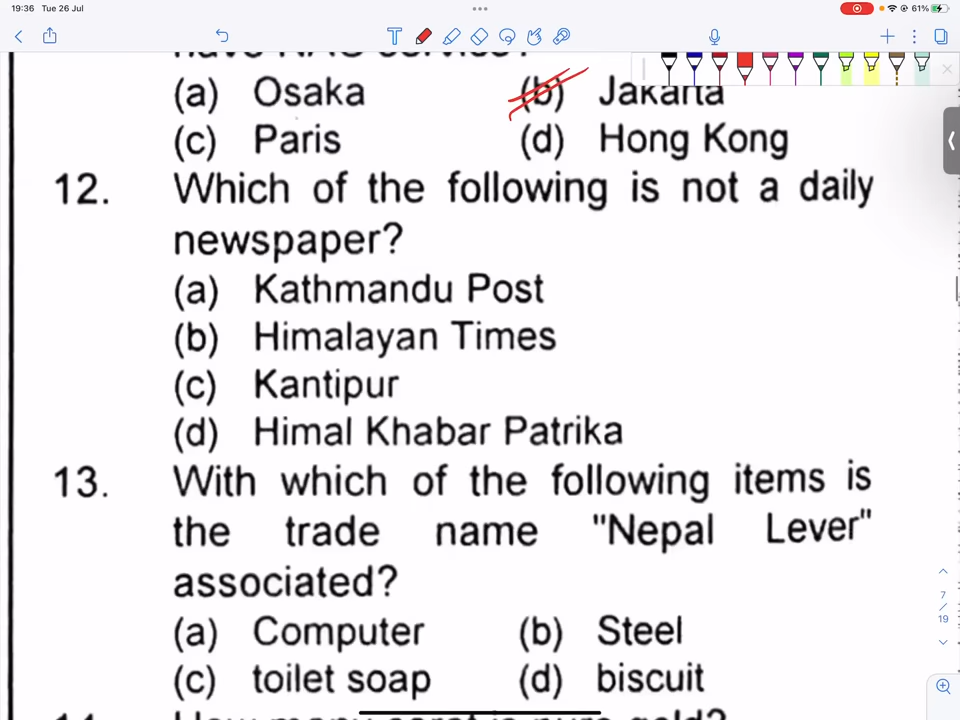 19:36 Tue 26 Jul
61%
(a) Osaka (b) Jakarta
(c) Paris (d) Hong Kong
12. Which of the following is not a daily
newspaper?
(a) Kathmandu Post
(b) Himalayan Times
(c) Kantipur
(d) Himal Khabar Patrika
13. With which of the following items is
the trade name "Nepal Lever"
associated?
(a) Computer (b) Steel
(c) toilet soap (d) biscuit
7
/
19